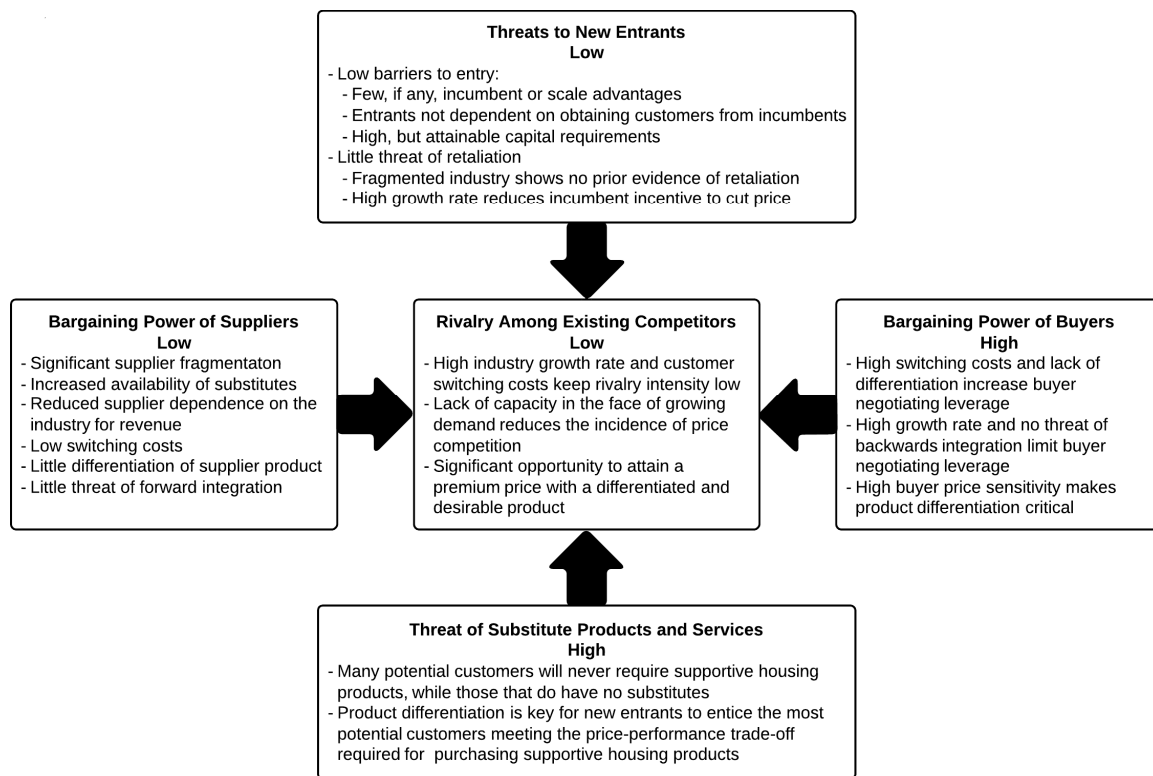 Threats to New Entrants
Low
- Low barriers to entry:
- Few, if any, incumbent or scale advantages
- Entrants not dependent on obtaining customers from incumbents
- High, but attainable capital requirements
- Little threat of retaliation
- Fragmented industry shows no prior evidence of retaliation
- High growth rate reduces incumbent incentive to cut price
Bargaining Power of Suppliers
Low
- Significant supplier fragmentaton
- Increased availability of substitutes
- Reduced supplier dependence on the
industry for revenue
- Low switching costs
- Little differentiation of supplier product
- Little threat of forward integration
Rivalry Among Existing Competitors
Low
- High industry growth rate and customer
switching costs keep rivalry intensity low
- Lack of capacity in the face of growing
demand reduces the incidence of price
competition
- Significant opportunity to attain a
premium price with a differentiated and
desirable product
Bargaining Power of Buyers
High
- High switching costs and lack of
differentiation increase buyer
negotiating leverage
- High growth rate and no threat of
backwards integration limit buyer
negotiating leverage
- High buyer price sensitivity makes
product differentiation critical
Threat of Substitute Products and Services
High
- Many potential customers will never require supportive housing
products, while those that do have no substitutes
- Product differentiation is key for new entrants to entice the most
potential customers meeting the price-performance trade-off
required for purchasing supportive housing products